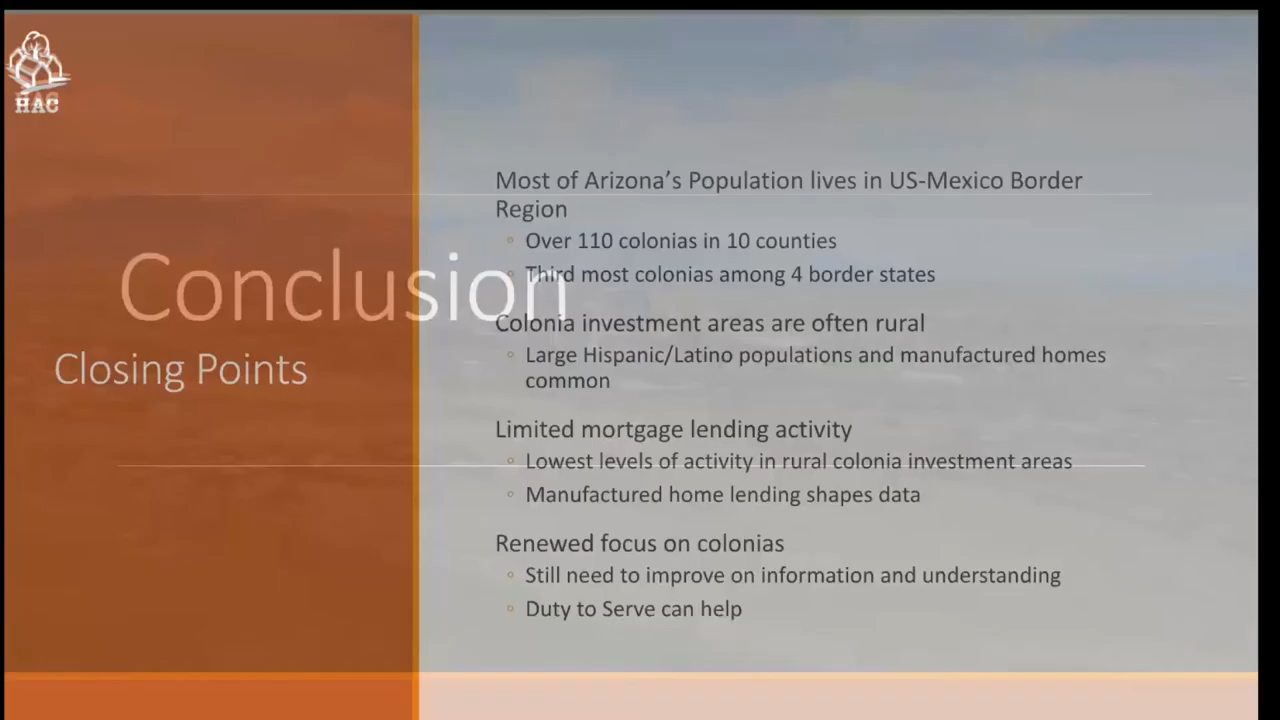 HAC
Conclusion
Closing Points
Most of Arizona’s Population lives in US-Mexico Border
Region
◦ Over 110 colonias in 10 counties
◦ Third most colonias among 4 border states
Colonia investment areas are often rural
◦ Large Hispanic/Latino populations and manufactured homes
common
Limited mortgage lending activity
◦ Lowest levels of activity in rural colonia investment areas
◦ Manufactured home lending shapes data
Renewed focus on colonias
◦ Still need to improve on information and understanding
◦ Duty to Serve can help